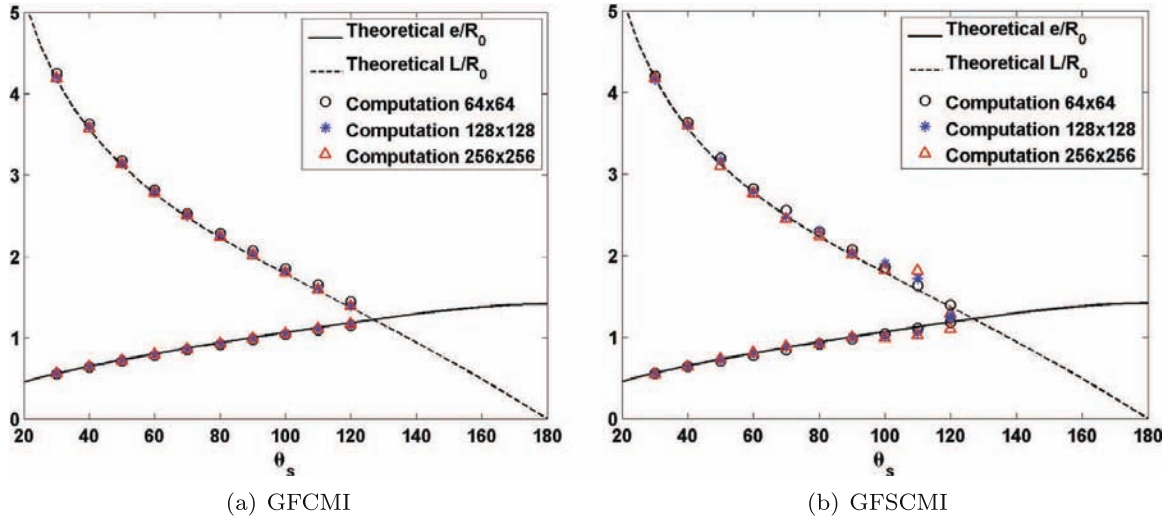 5
4
3
2
1
0
20 40 60 80 100 120 140 160 180
θs
Theoretical e/R0
Theoretical L/R0
Computation 64x64
Computation 128x128
Computation 256x256
(a) GFCMI
5
4
3
2
1
0
20 40 60 80 100 120 140 160 180
θs
Theoretical e/R0
Theoretical L/R0
Computation 64x64
Computation 128x128
Computation 256x256
(b) GFSCMI